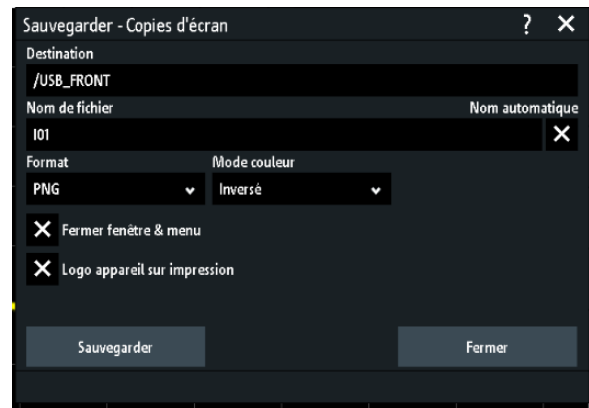 Sauvegarder - Copies d'écran ?
Destination
/USB_FRONT
Nom de fichier Nom automatique
I01
Format Mode couleur
PNG Inversé
Fermer fenêtre & menu
Logo appareil sur impression
Sauvegarder Fermer